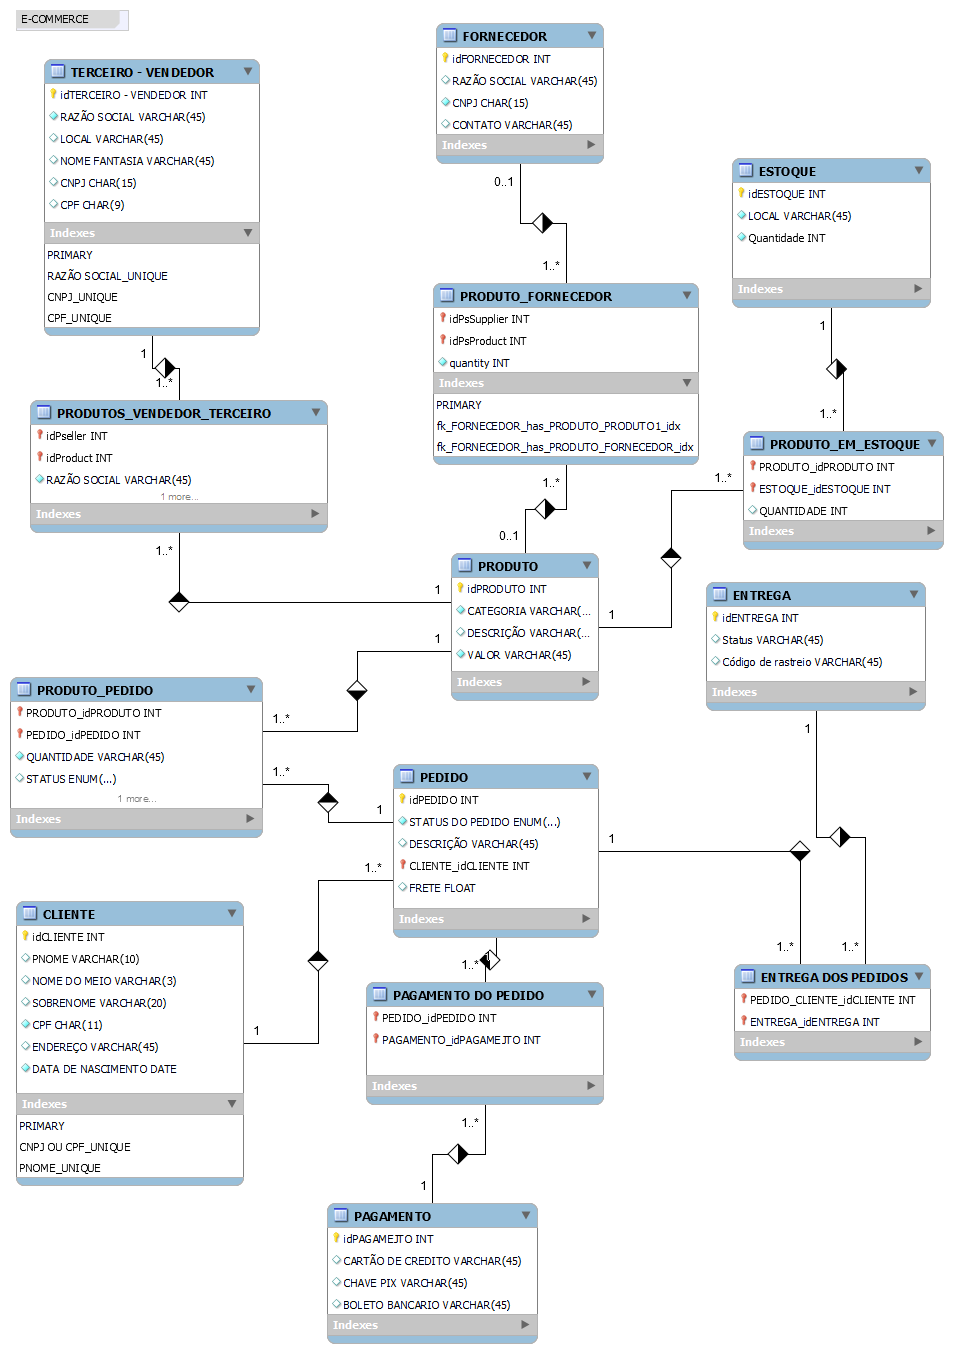 E-COMMERCE
TERCEIRO - VENDEDOR
idTERCEIRO - VENDEDOR INT
RAZÃO SOCIAL VARCHAR(45)
LOCAL VARCHAR(45)
NOME FANTASIA VARCHAR(45)
CNPJ CHAR(15)
CPF CHAR(9)
Indexes
PRIMARY
RAZÃO SOCIAL_UNIQUE
CNPJ_UNIQUE
CPF_UNIQUE
1
1..*
FORNECEDOR
idFORNECEDOR INT
RAZÃO SOCIAL VARCHAR(45)
CNPJ CHAR(15)
CONTATO VARCHAR(45)
Indexes
0..1
1..*
ESTOQUE
idESTOQUE INT
LOCAL VARCHAR(45)
Quantidade INT
Indexes
1
1..*
PRODUTO_FORNECEDOR
idPsSupplier INT
idPsProduct INT
quantity INT
Indexes
PRIMARY
fk_FORNECEDOR_has_PRODUTO_PRODUTO1_idx
fk_FORNECEDOR_has_PRODUTO_FORNECEDOR_idx
1..*
0..1
PRODUTOS_VENDEDOR_TERCEIRO
idPseller INT
idProduct INT
RAZÃO SOCIAL VARCHAR(45)
1 more...
Indexes
1..*
1
PRODUTO_EM_ESTOQUE
PRODUTO_idPRODUTO INT
ESTOQUE_idESTOQUE INT
QUANTIDADE INT
Indexes
1..*
1
PRODUTO
idPRODUTO INT
CATEGORIA VARCHAR(...
DESCRIÇÃO VARCHAR(...
VALOR VARCHAR(45)
Indexes
1
1..*
ENTREGA
idENTREGA INT
Status VARCHAR(45)
Código de rastreio VARCHAR(45)
Indexes
1
1..*
PRODUTO_PEDIDO
PRODUTO_idPRODUTO INT
PEDIDO_idPEDIDO INT
QUANTIDADE VARCHAR(45)
STATUS ENUM(...)
1 more...
Indexes
1..*
1
PEDIDO
idPEDIDO INT
STATUS DO PEDIDO ENUM(...)
DESCRIÇÃO VARCHAR(45)
CLIENTE_idCLIENTE INT
FRETE FLOAT
Indexes
1
1..*
1..*
1
CLIENTE
idCLIENTE INT
PNOME VARCHAR(10)
NOME DO MEIO VARCHAR(3)
SOBRENOME VARCHAR(20)
CPF CHAR(11)
ENDEREÇO VARCHAR(45)
DATA DE NASCIMENTO DATE
Indexes
PRIMARY
CNPJ OU CPF_UNIQUE
PNOME_UNIQUE
1
1..*
PAGAMENTO DO PEDIDO
PEDIDO_idPEDIDO INT
PAGAMENTO_idPAGAMEJTO INT
Indexes
1..*
1
ENTREGA DOS PEDIDOS
PEDIDO_CLIENTE_idCLIENTE INT
ENTREGA_idENTREGA INT
Indexes
PAGAMENTO
idPAGAMEJTO INT
CARTÃO DE CREDITO VARCHAR(45)
CHAVE PIX VARCHAR(45)
BOLETO BANCARIO VARCHAR(45)
Indexes